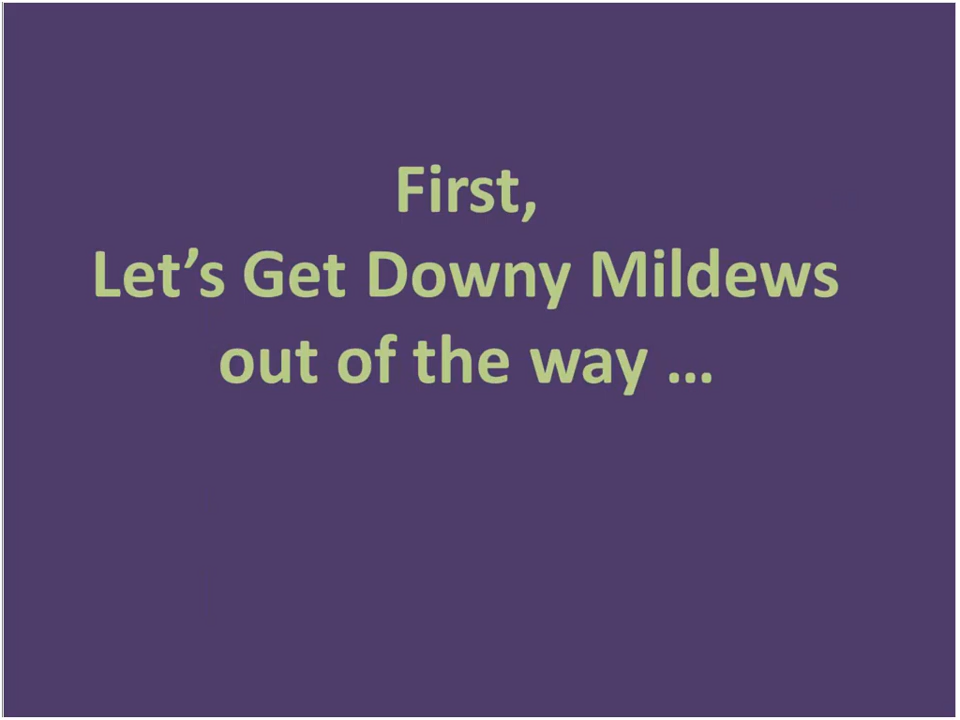 First,
Let’s Get Downy Mildews
out of the way …